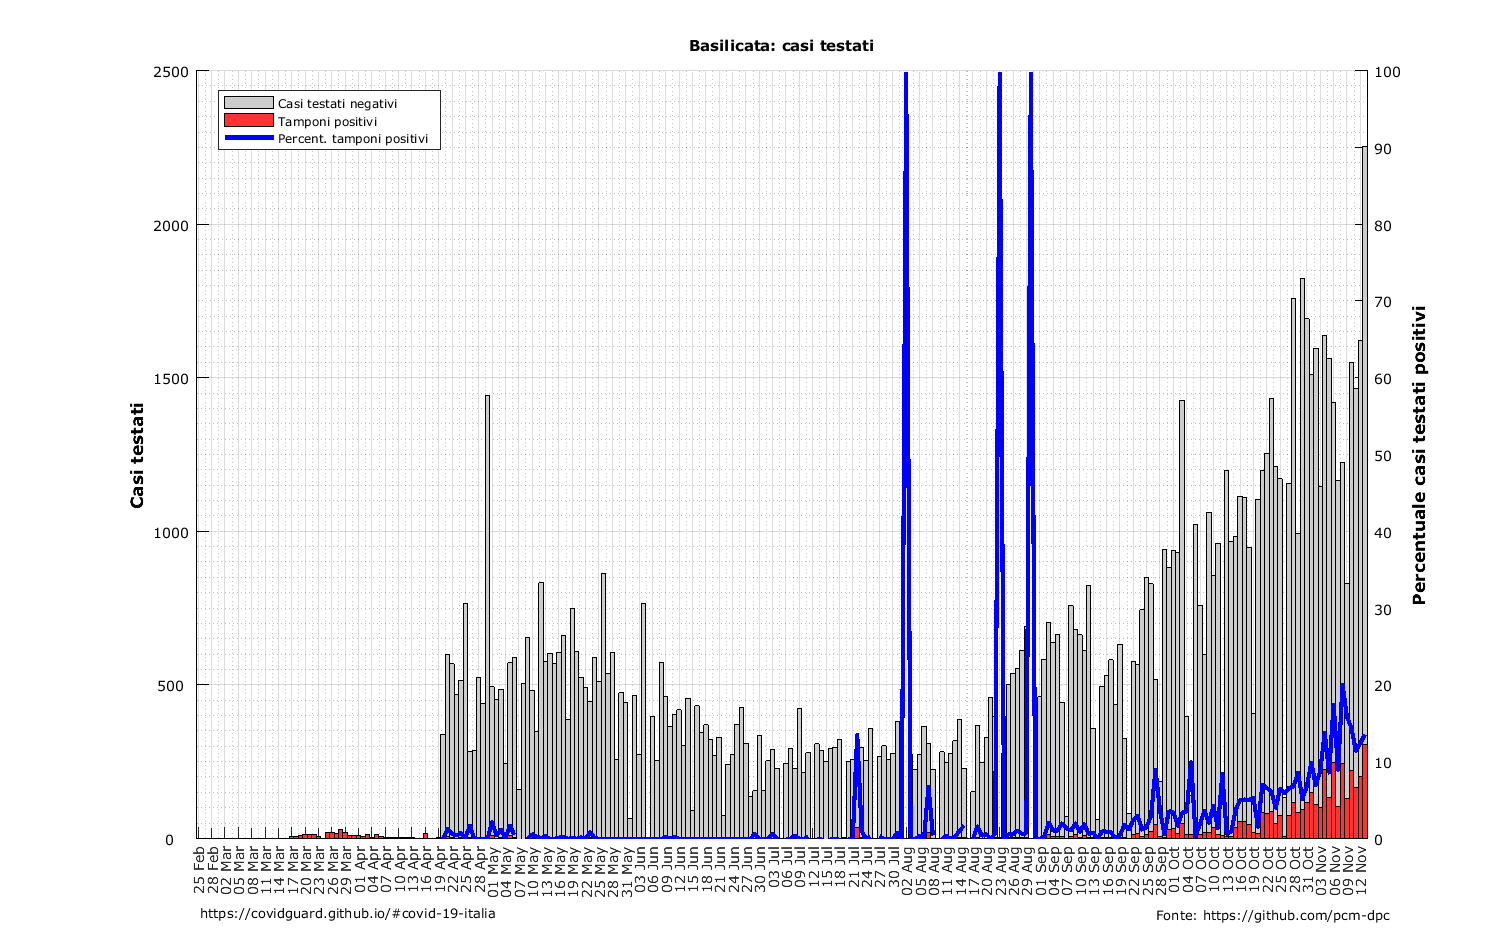 Basilicata: casi testati
Casi testati negativi
Tamponi positivi
Percent. tamponi positivi
Casi testati
2500
2000
1500
1000
500
0
100
90
80
70
60
50
40
30
20
10
0
Percentuale casi testati positivi
25 Feb
28 Feb
02 Mar
05 Mar
08 Mar
11 Mar
14 Mar
17 Mar
20 Mar
23 Mar
26 Mar
29 Mar
01 Apr
04 Apr
07 Apr
10 Apr
13 Apr
16 Apr
19 Apr
22 Apr
25 Apr
28 Apr
01 May
04 May
07 May
10 May
13 May
16 May
19 May
22 May
25 May
28 May
31 May
03 Jun
06 Jun
09 Jun
12 Jun
15 Jun
18 Jun
21 Jun
24 Jun
27 Jun
30 Jun
03 Jul
06 Jul
09 Jul
12 Jul
15 Jul
18 Jul
21 Jul
24 Jul
27 Jul
30 Jul
02 Aug
05 Aug
08 Aug
11 Aug
14 Aug
17 Aug
20 Aug
23 Aug
26 Aug
29 Aug
01 Sep
04 Sep
07 Sep
10 Sep
13 Sep
16 Sep
19 Sep
22 Sep
25 Sep
28 Sep
01 Oct
04 Oct
07 Oct
10 Oct
13 Oct
16 Oct
19 Oct
22 Oct
25 Oct
28 Oct
31 Oct
03 Nov
06 Nov
09 Nov
12 Nov
https://covidguard.github.io/#covid-19-italia
Fonte: https://github.com/pcm-dpc